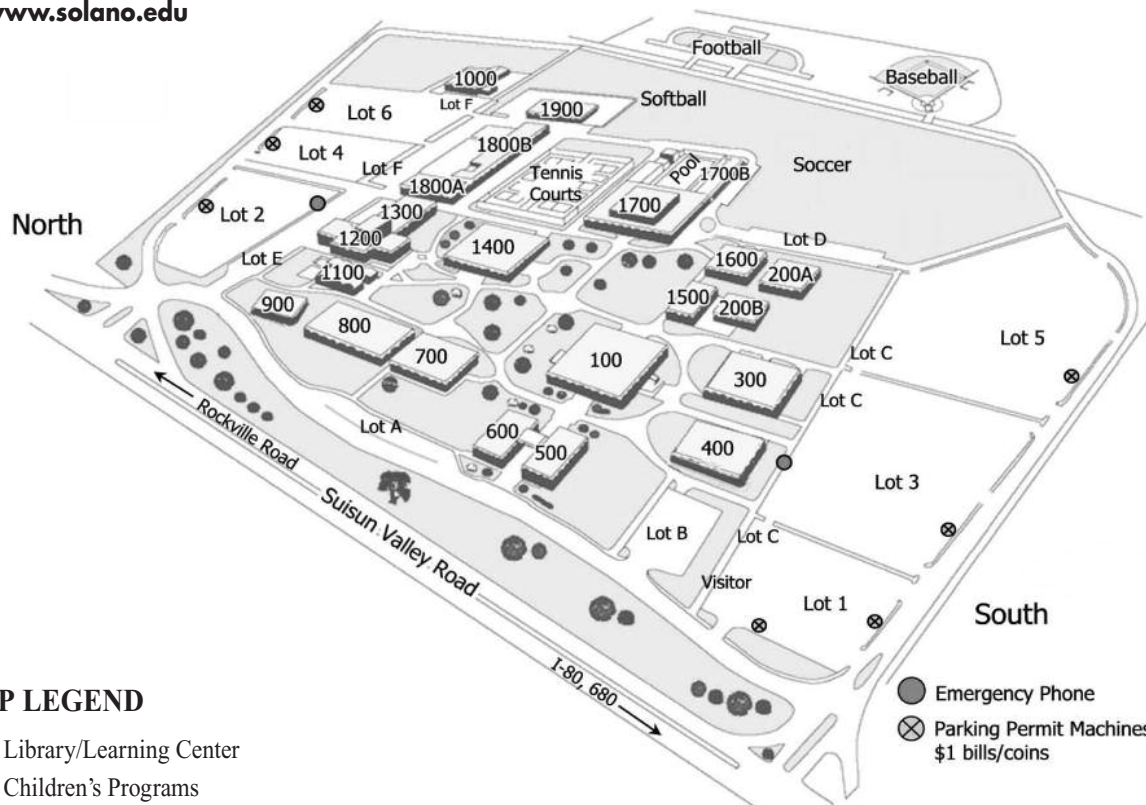 www.solano.edu
Football
Baseball
1000
Lot F
Softball
Lot 6
1900
1800B
Lot 4
Tennis
Courts
Pool
1700B
Soccer
Lot F
1800A
1700
North
Lot 2
1300
1200
1400
Lot D
Lot E
1600
200A
1100
1500
200B
900
800
700
100
Lot C
Lot 5
300
Lot C
Rockville Road
Lot A
600
500
400
Lot 3
Suisun Valley Road
Lot B
Lot C
Visitor
Lot 1
South
I-80, 680
Emergency Phone
Parking Permit Machines
$1 bills/coins
P LEGEND
Library/Learning Center
Children's Programs